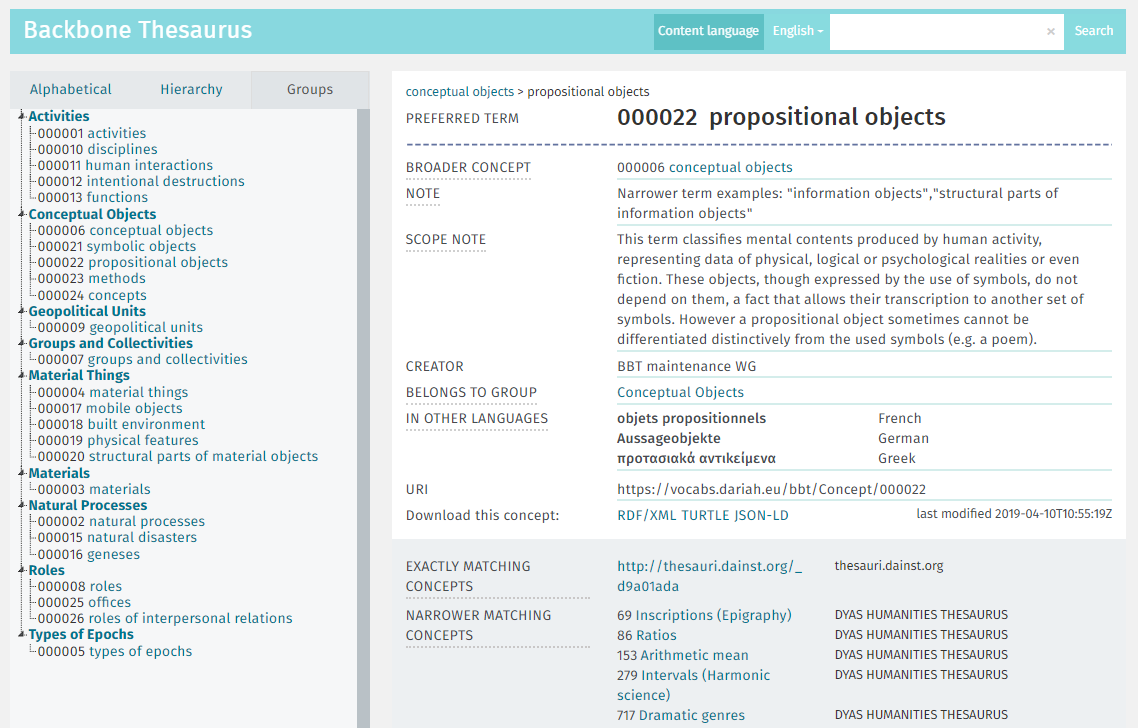 Backbone Thesaurus
Content language English × Search
Alphabetical Hierarchy Groups
Activities
000001 activities
000010 disciplines
000011 human interactions
000012 intentional destructions
000013 functions
Conceptual Objects
000006 conceptual objects
000021 symbolic objects
000022 propositional objects
000023 methods
000024 concepts
Geopolitical Units
000009 geopolitical units
Groups and Collectivities
000007 groups and collectivities
Material Things
000004 material things
000017 mobile objects
000018 built environment
000019 physical features
000020 structural parts of material objects
Materials
000003 materials
Natural Processes
000002 natural processes
000015 natural disasters
000016 geneses
Roles
000008 roles
000025 offices
000026 roles of interpersonal relations
Types of Epochs
000005 types of epochs
conceptual objects > propositional objects
PREFERRED TERM 000022 propositional objects
BROADER CONCEPT 000006 conceptual objects
NOTE Narrower term examples: "information objects","structural parts of
information objects"
SCOPE NOTE This term classifies mental contents produced by human activity,
representing data of physical, logical or psychological realities or even
fiction. These objects, though expressed by the use of symbols, do not
depend on them, a fact that allows their transcription to another set of
symbols. However a propositional object sometimes cannot be
differentiated distinctively from the used symbols (e.g. a poem).
CREATOR BBT maintenance WG
BELONGS TO GROUP Conceptual Objects
IN OTHER LANGUAGES objets propositionnels French
Aussageobjekte German
προτασιακά αντικείμενα Greek
URI https://vocabs.dariah.eu/bbt/Concept/000022
Download this concept: RDF/XML TURTLE JSON-LD last modified 2019-04-10T10:55:19Z
EXACTLY MATCHING http://thesauri.dainst.org/_ thesauri.dainst.org
CONCEPTS d9a01ada
NARROWER MATCHING 69 Inscriptions (Epigraphy) DYAS HUMANITIES THESAURUS
CONCEPTS 86 Ratios DYAS HUMANITIES THESAURUS
153 Arithmetic mean DYAS HUMANITIES THESAURUS
279 Intervals (Harmonic DYAS HUMANITIES THESAURUS
science)
717 Dramatic genres DYAS HUMANITIES THESAURUS